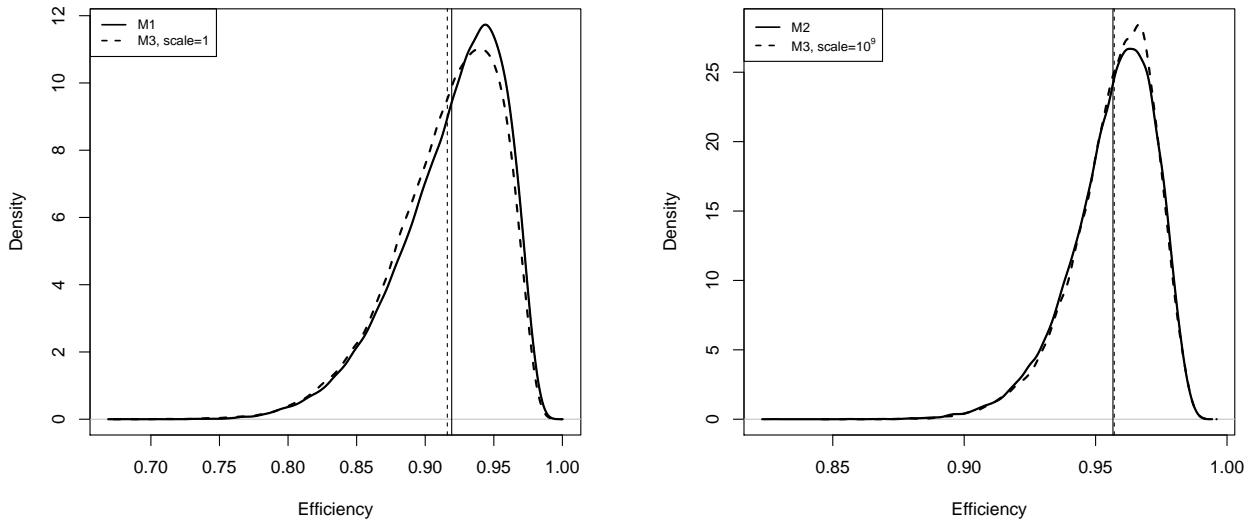 M1
M3, scale=1
12
10
8
6
4
2
0
Density
0.70 0.75 0.80 0.85 0.90 0.95 1.00
Efficiency
M2
M3, scale=10⁹
25
20
15
10
5
0
Density
0.85 0.90 0.95 1.00
Efficiency